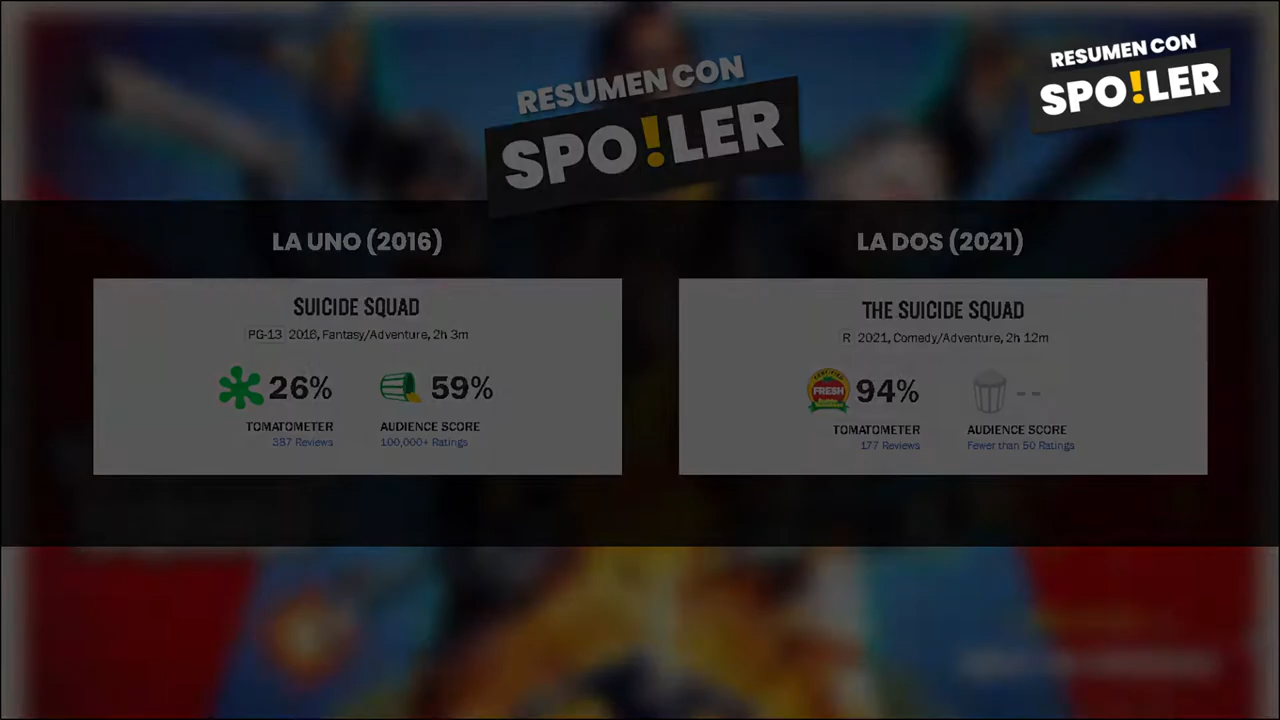 RESUMEN CON
SPO!LER
RESUMEN CON
SPO!LER
LA UNO (2016)
SUICIDE SQUAD
PG-13 2016, Fantasy/Adventure, 2h 3m
26%
59%
TOMATOMETER
AUDIENCE SCORE
387 Reviews
100,000+ Ratings
LA DOS (2021)
THE SUICIDE SQUAD
R 2021, Comedy/Adventure, 2h 12m
CERTIFIED
FRESH
94%
--
TOMATOMETER
AUDIENCE SCORE
177 Reviews
Fewer than 50 Ratings